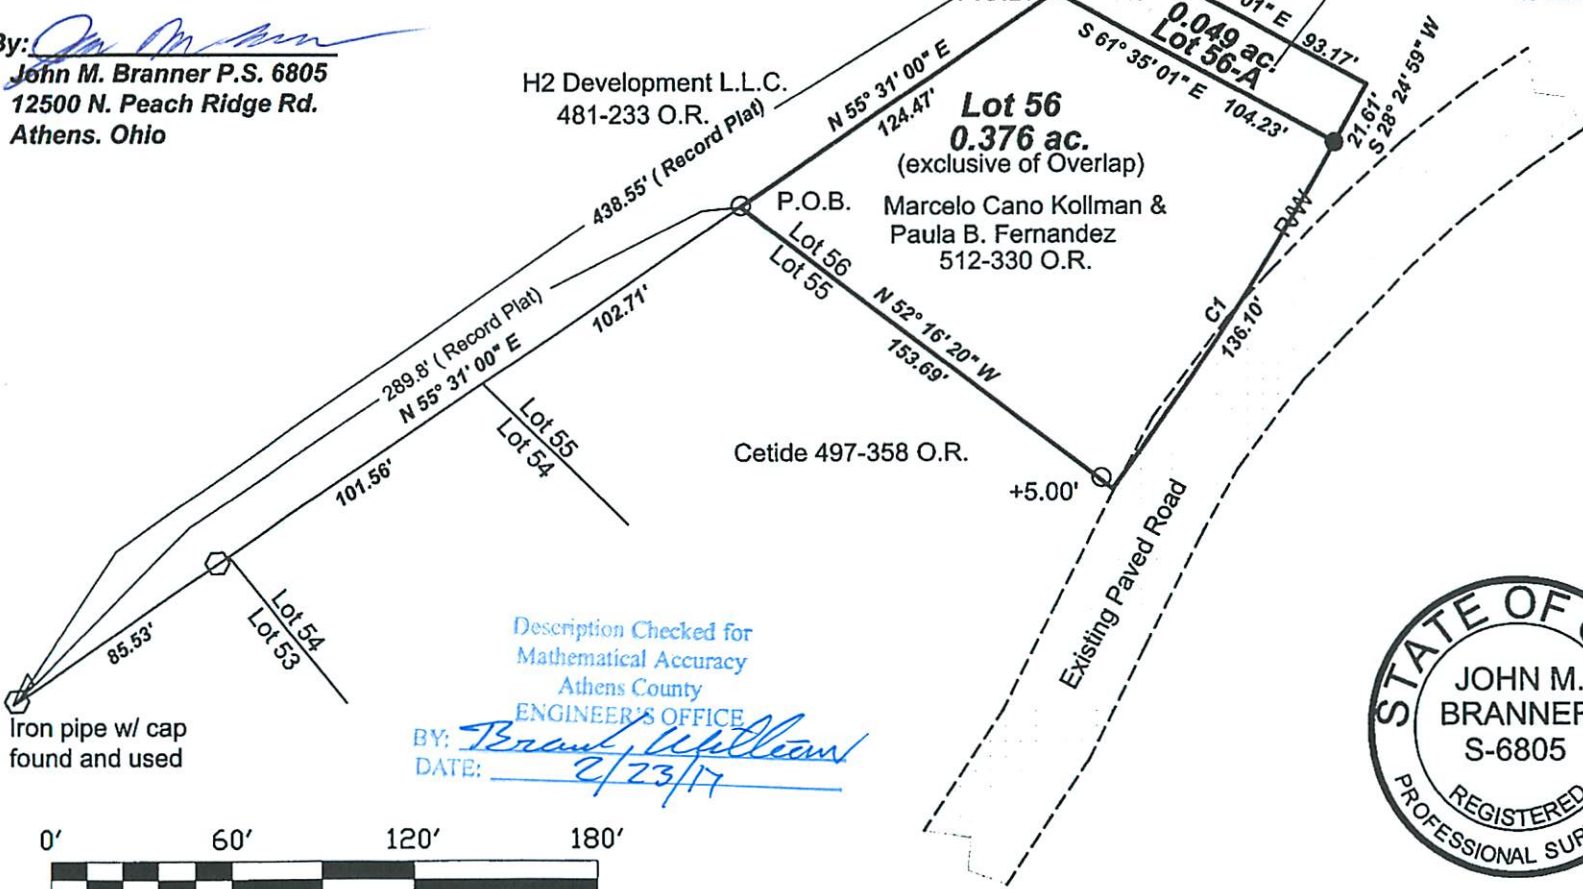 By:
John M. Branner P.S. 6805
12500 N. Peach Ridge Rd.
Athens. Ohio
H2 Development L.L.C.
481-233 O.R.
438.55' ( Record Plat)
N 55° 31' 00" E
124.47'
01" E 93.17'
0.049 ac.
Lot 56-A
S 61° 35' 01" E 104.23'
21.61'
S 28° 24' 59" W
Lot 56
0.376 ac.
(exclusive of Overlap)
Marcelo Cano Kollman &
Paula B. Fernandez
512-330 O.R.
P.O.B.
R/W
Lot 56
Lot 55
N 52° 16' 20" W
153.69'
C1
136.10'
289.8' ( Record Plat)
N 55° 31' 00" E
102.71'
Lot 55
Lot 54
101.56'
Cetide 497-358 O.R.
+5.00'
Existing Paved Road
Lot 54
Lot 53
85.53'
Iron pipe w/ cap
found and used
Description Checked for
Mathematical Accuracy
Athens County
ENGINEER'S OFFICE
BY:
DATE: 2/23/17
STATE OF
JOHN M.
BRANNER
S-6805
REGISTERED
PROFESSIONAL SUR
0' 60' 120' 180'